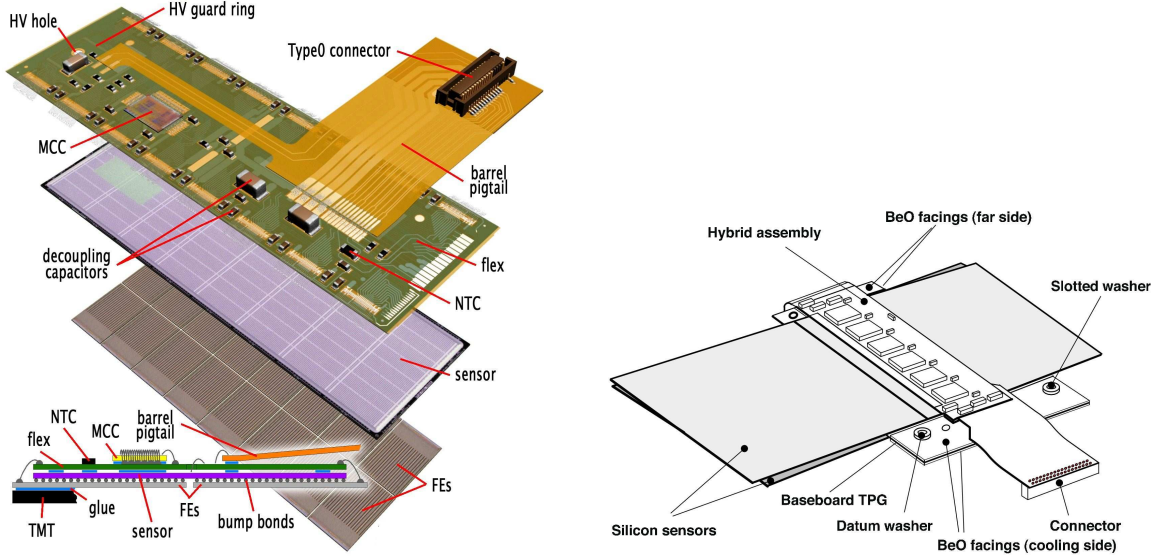 HV hole
HV guard ring
Type0 connector
MCC
barrel
pigtail
decoupling
capacitors
flex
NTC
sensor
NTC
MCC
barrel
pigtail
flex
FEs
glue
FEs
TMT
sensor
bump bonds
BeO facings (far side)
Hybrid assembly
Slotted washer
Baseboard TPG
Silicon sensors
Datum washer
Connector
BeO facings (cooling side)